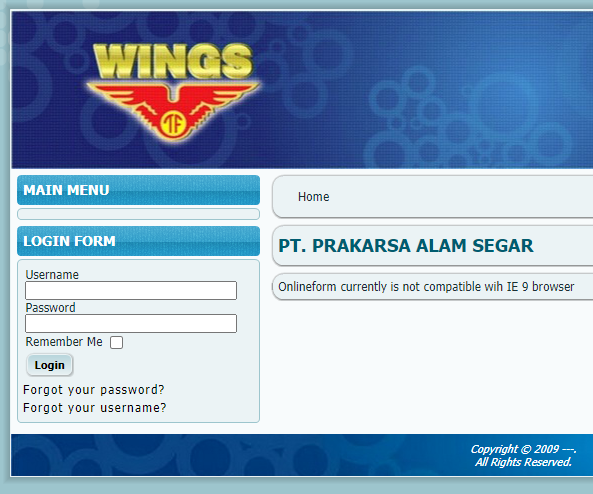 WINGS
TF
MAIN MENU
LOGIN FORM
Username
Password
Remember Me
Login
Forgot your password?
Forgot your username?
Home
PT. PRAKARSA ALAM SEGAR
Onlineform currently is not compatible wih IE 9 browser
Copyright © 2009 ---.
All Rights Reserved.